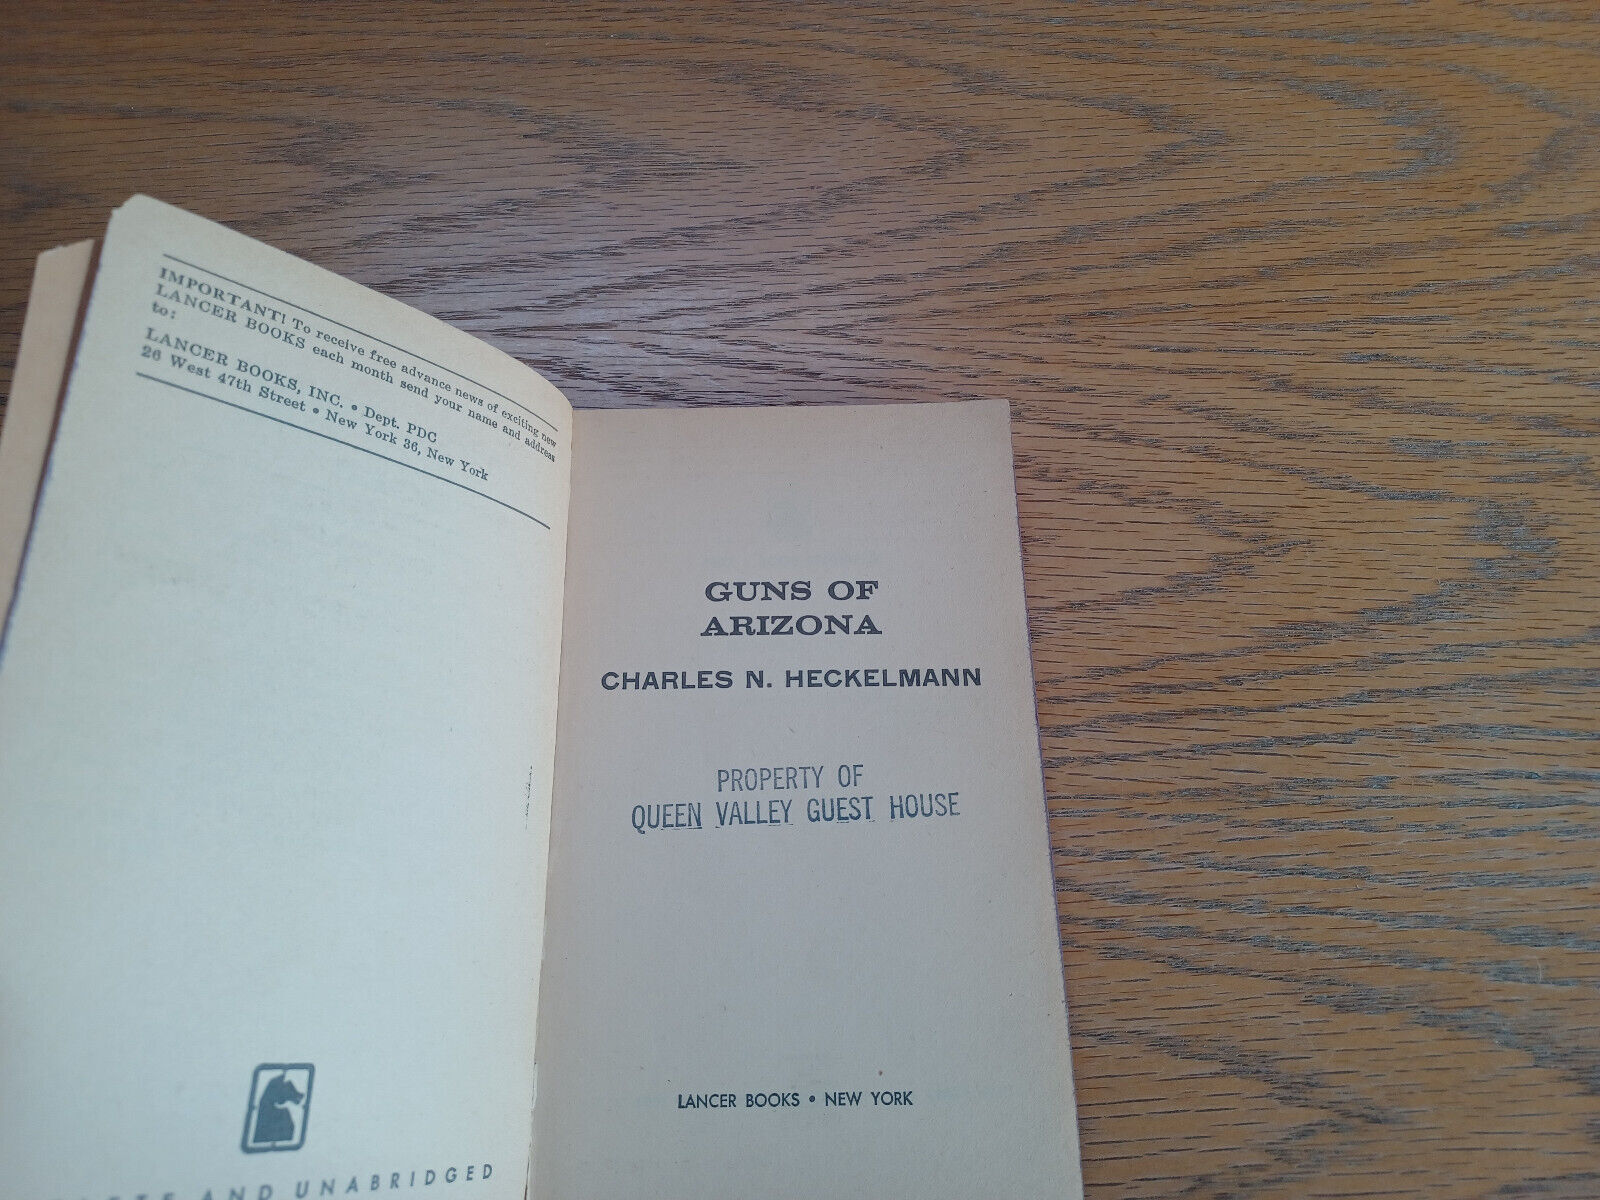 IMPORTANT! To receive free advance news of exciting new
LANCER BOOKS each month send your name and address
to:
LANCER BOOKS, INC. • Dept. PDC
26 West 47th Street • New York 36, New York
AND UNABRIDGED
GUNS OF
ARIZONA
CHARLES N. HECKELMANN
PROPERTY OF
QUEEN VALLEY GUEST HOUSE
LANCER BOOKS • NEW YORK